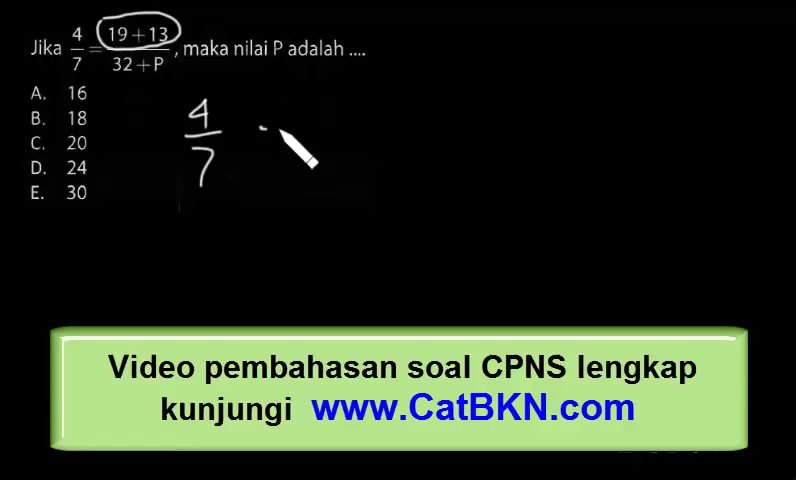 Jika 4/7 = 19+13/32+P, maka nilai P adalah ....
A. 16
B. 18
C. 20
D. 24
E. 30
4/7
Video pembahasan soal CPNS lengkap
kunjungi www.CatBKN.com